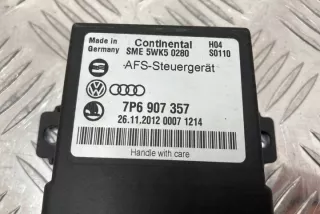 Made in Germany
Continental
SME 5WK5 0280
H04
S0110
AFS-Steuergerät
7P6 907 357
26.11.2012 0007 1214
Handle with care